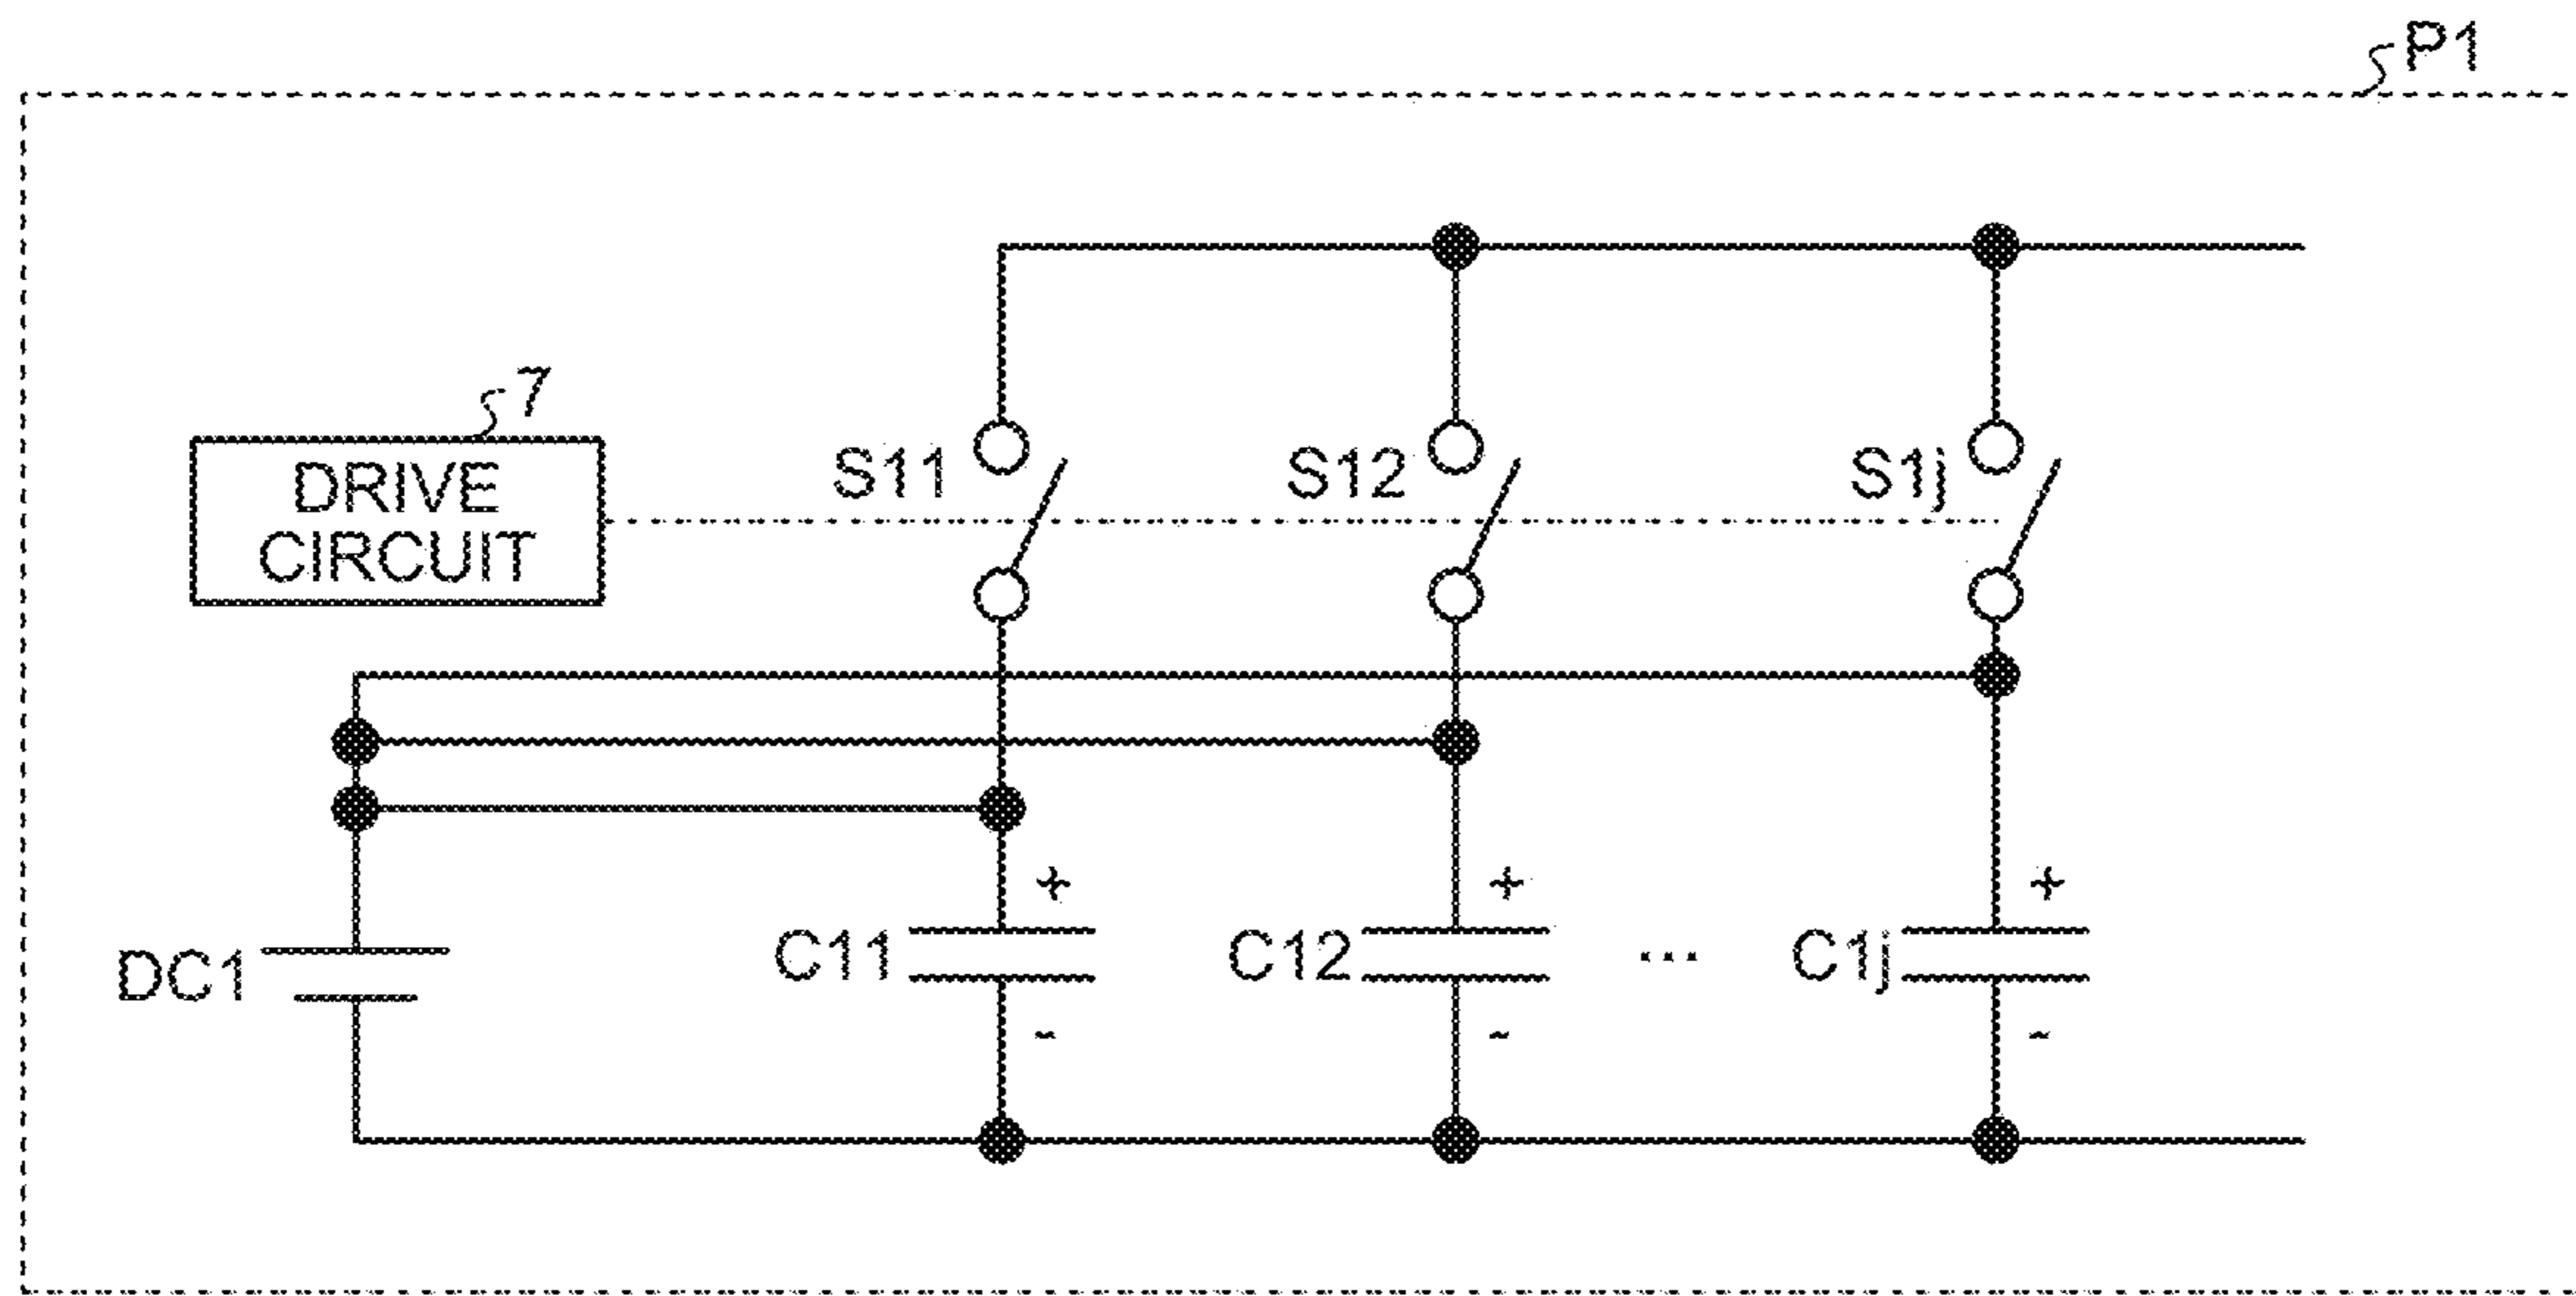 P1
7
DRIVE
CIRCUIT
S11
S12
S1j
+
+
+
DC1
C11
C12
...
C1j
-
-
-